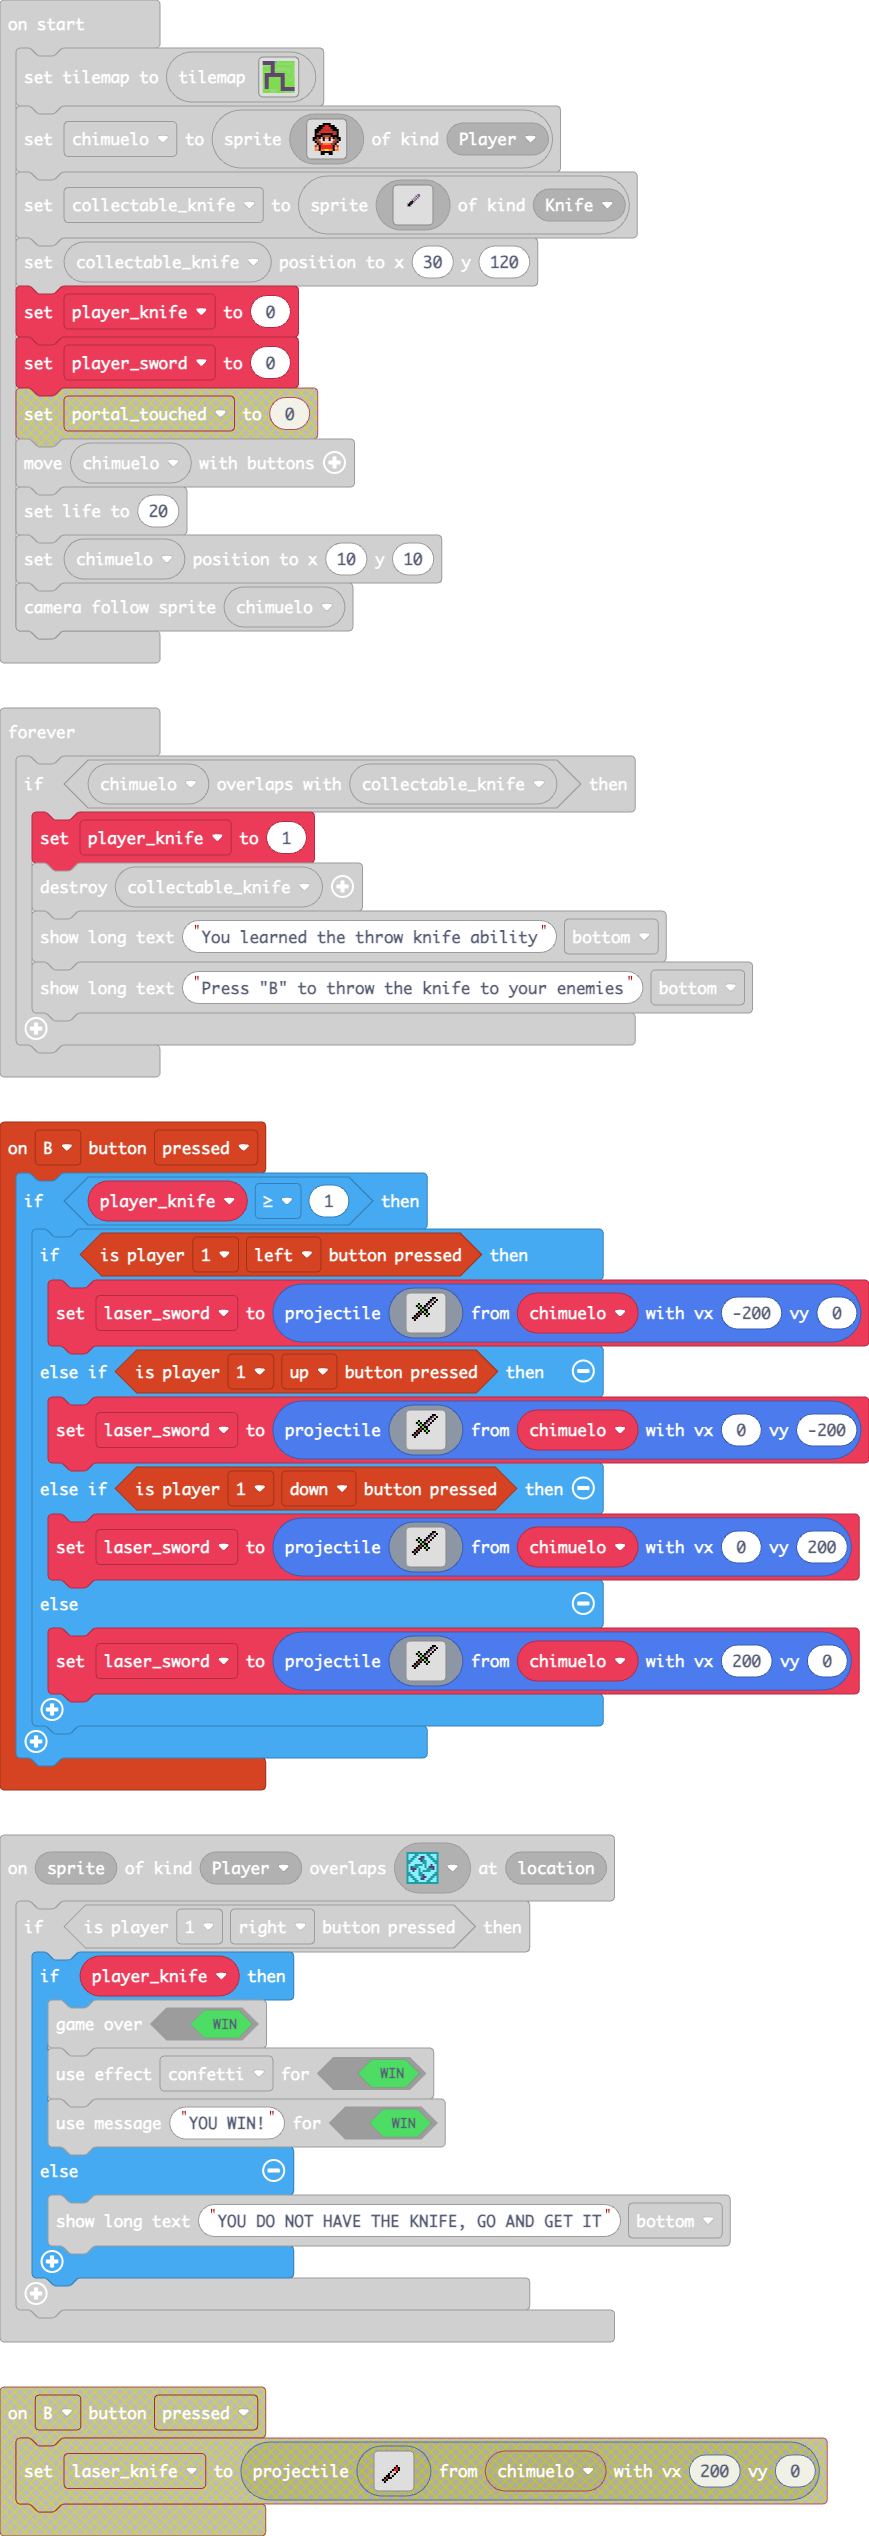 on start
set tilemap to tilemap
set chimuelo to sprite of kind Player
set collectable_knife to sprite of kind Knife
set collectable_knife position to x 30 y 120
set player_knife to 0
set player_sword to 0
set portal_touched to 0
move chimuelo with buttons
set life to 20
set chimuelo position to x 10 y 10
camera follow sprite chimuelo
forever
if chimuelo overlaps with collectable_knife then
set player_knife to 1
destroy collectable_knife
show long text "You learned the throw knife ability" bottom
show long text "Press "B" to throw the knife to your enemies" bottom
on B button pressed
if player_knife ≥ 1 then
if is player 1 left button pressed then
set laser_sword to projectile from chimuelo with vx -200 vy 0
else if is player 1 up button pressed then
set laser_sword to projectile from chimuelo with vx 0 vy -200
else if is player 1 down button pressed then
set laser_sword to projectile from chimuelo with vx 0 vy 200
else
set laser_sword to projectile from chimuelo with vx 200 vy 0
on sprite of kind Player overlaps at location
if is player 1 right button pressed then
if player_knife then
game over WIN
use effect confetti for WIN
use message "YOU WIN!" for WIN
else
show long text "YOU DO NOT HAVE THE KNIFE, GO AND GET IT" bottom
on B button pressed
set laser_knife to projectile from chimuelo with vx 200 vy 0